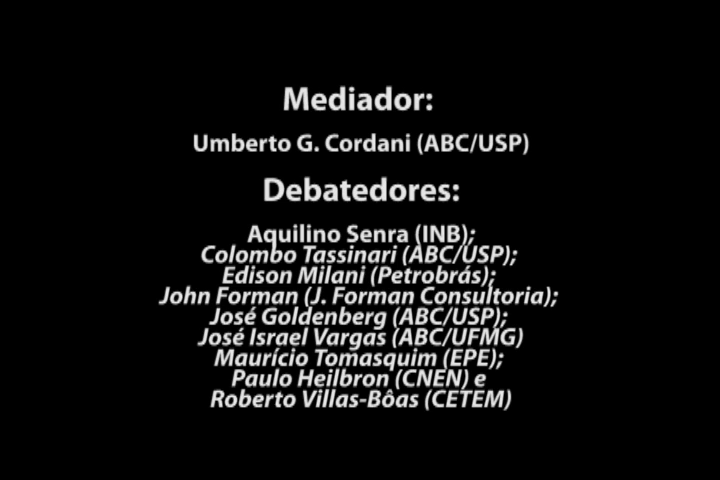 Mediador:
Umberto G. Cordani (ABC/USP)
Debatedores:
Aquilino Senra (INB);
Colombo Tassinari (ABC/USP);
Edison Milani (Petrobrás);
John Forman (J. Forman Consultoria);
José Goldenberg (ABC/USP);
José Israel Vargas (ABC/UFMG)
Maurício Tomasquim (EPE);
Paulo Heilbron (CNEN) e
Roberto Villas-Bôas (CETEM)